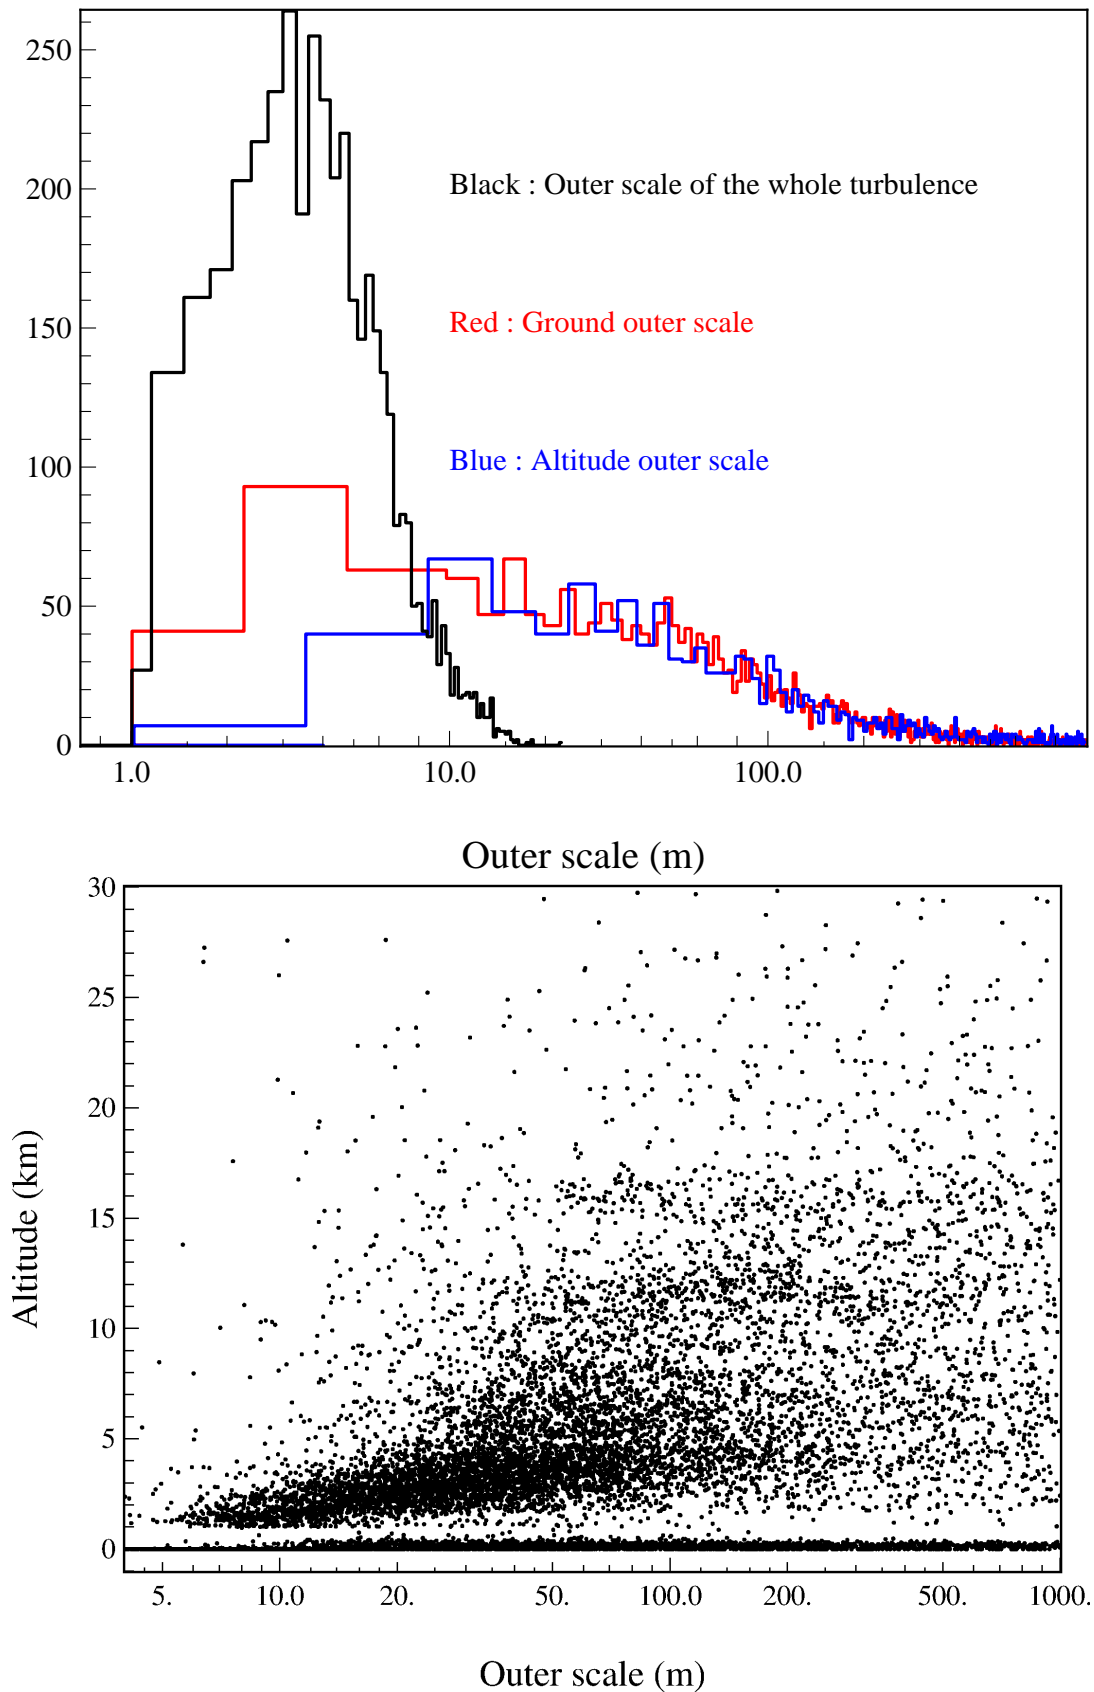 250
200
150
100
50
0
Black : Outer scale of the whole turbulence
Red : Ground outer scale
Blue : Altitude outer scale
1.0 10.0 100.0
Outer scale (m)
30
25
20
15
10
5
0
Altitude (km)
5. 10.0 20. 50. 100.0 200. 500. 1000.
Outer scale (m)